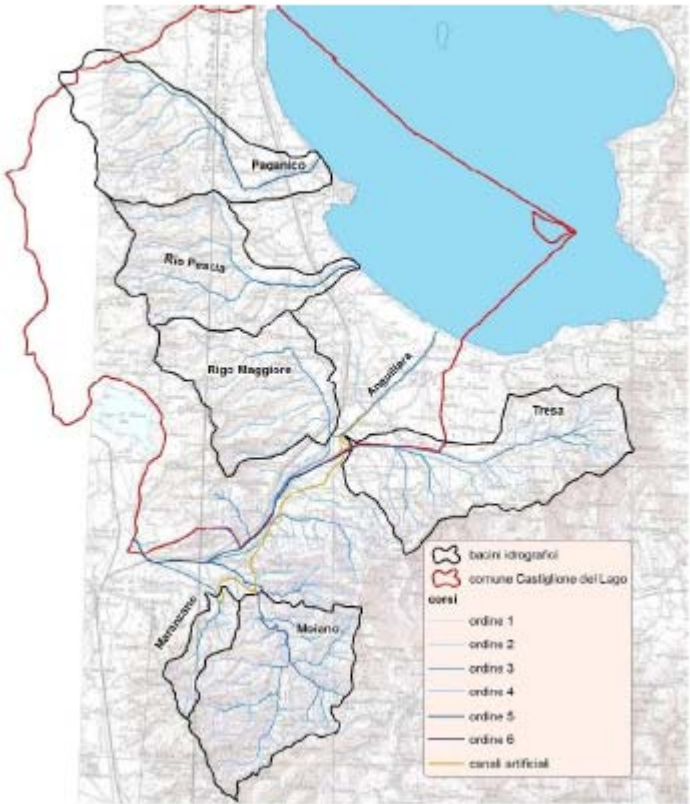 Paganico
Rio Pescia
Rigo Maggiore
Anguillara
Tresa
Maranzano
Moiano
bacini idrografici
comune Castiglione del Lago
corsi
ordine 1
ordine 2
ordine 3
ordine 4
ordine 5
ordine 6
canali artificiali